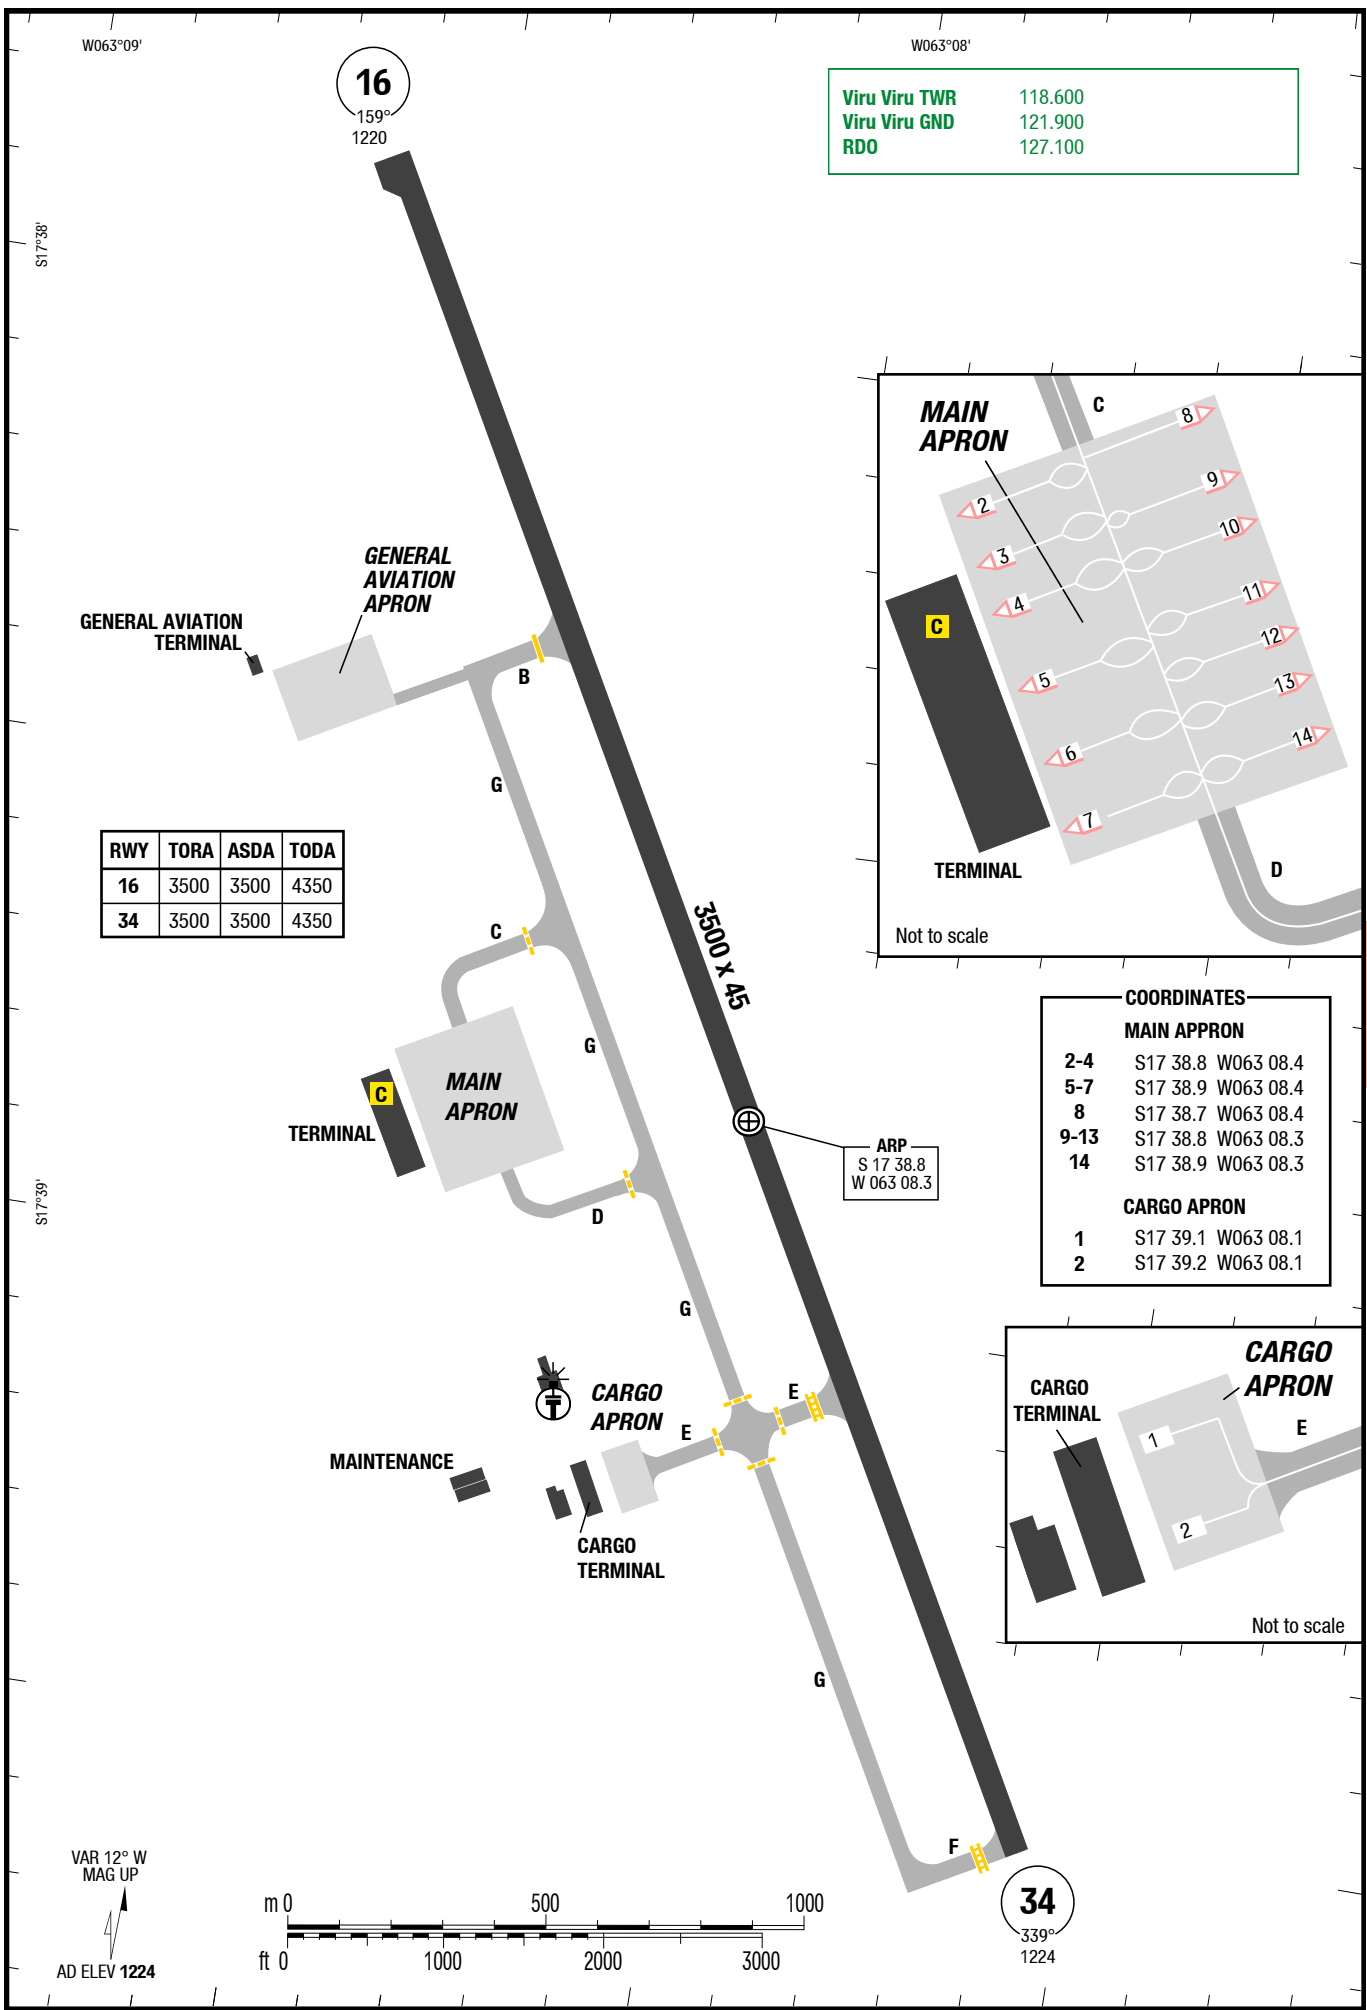 W063°09'
W063°08'
16
159°
1220
Viru Viru TWR 118.600
Viru Viru GND 121.900
RDO 127.100
S17°38'
MAIN
APRON
C
8
9
2
10
3
4
11
C
12
5
13
6
14
7
TERMINAL
D
Not to scale
GENERAL
AVIATION
APRON
GENERAL AVIATION
TERMINAL
B
G
RWY TORA ASDA TODA
16 3500 3500 4350
34 3500 3500 4350
C
3500 x 45
G
MAIN
APRON
C
TERMINAL
D
ARP
S 17 38.8
W 063 08.3
COORDINATES
MAIN APPRON
2-4 S17 38.8 W063 08.4
5-7 S17 38.9 W063 08.4
8 S17 38.7 W063 08.4
9-13 S17 38.8 W063 08.3
14 S17 38.9 W063 08.3
CARGO APRON
1 S17 39.1 W063 08.1
2 S17 39.2 W063 08.1
S17°39'
G
CARGO
APRON
E
E
MAINTENANCE
CARGO
TERMINAL
CARGO
APRON
CARGO
TERMINAL
E
1
2
Not to scale
G
F
34
339°
1224
VAR 12° W
MAG UP
AD ELEV 1224
m 0 500 1000
ft 0 1000 2000 3000